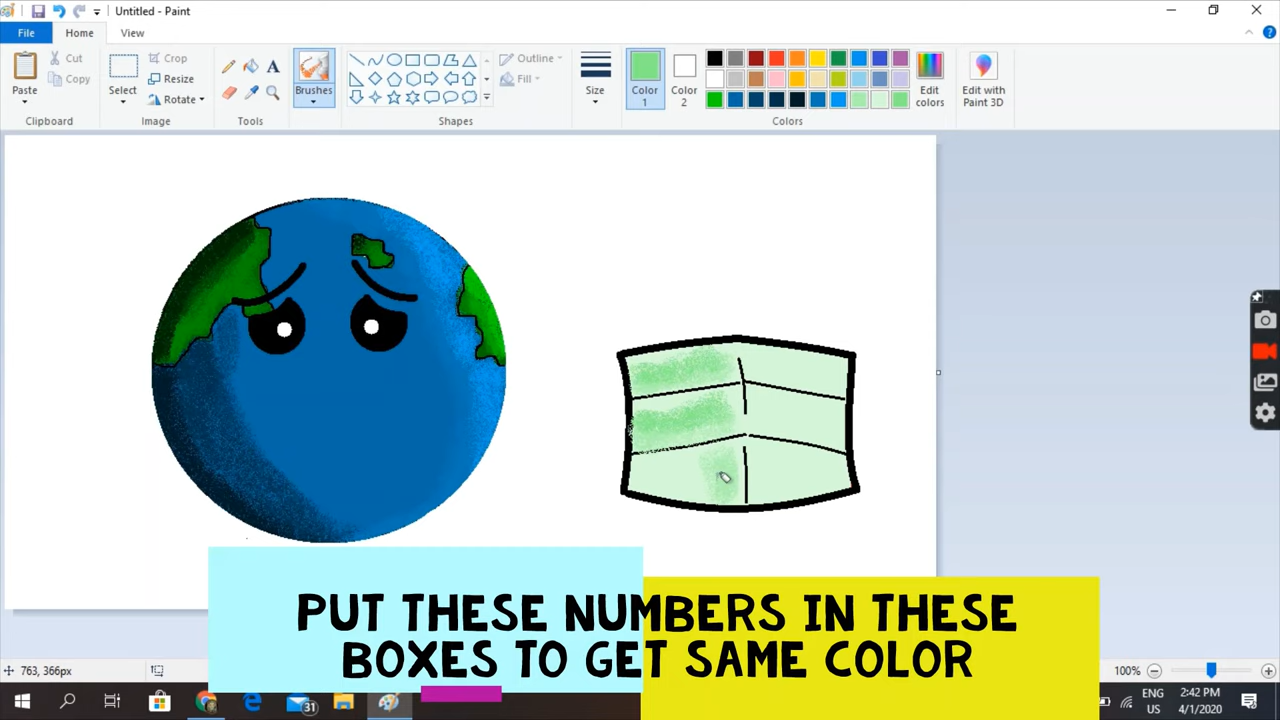 Untitled - Paint
File Home View
Paste
Cut
Copy
Clipboard
Select
Crop
Resize
Rotate
Image
Tools
Brushes
Shapes
Outline
Fill
Size
Color 1
Color 2
Colors
Edit colors
Edit with Paint 3D
PUT THESE NUMBERS IN THESE
BOXES TO GET SAME COLOR
763, 366px
100%
31
ENG
US
2:42 PM
4/1/2020